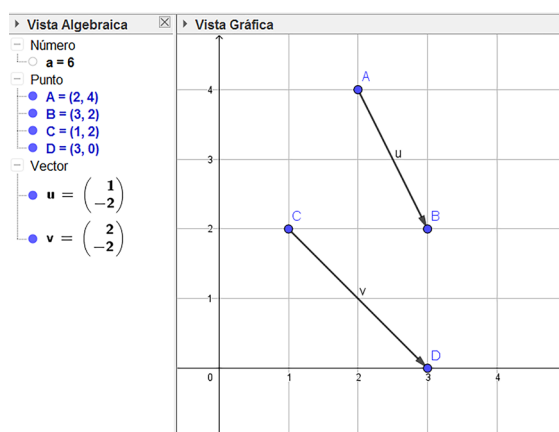 Vista Algebraica
Número
a = 6
Punto
A = (2, 4)
B = (3, 2)
C = (1, 2)
D = (3, 0)
Vector
u = ( 1
-2 )
v = ( 2
-2 )
Vista Gráfica
4
3
2
1
0
1
2
3
4
A
u
B
C
v
D